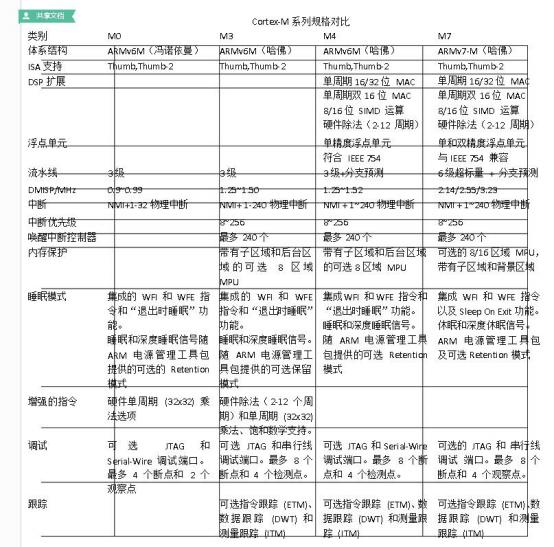 共享文档
Cortex-M 系列规格对比
类别 M0 M3 M4 M7
体系结构 ARMv6M（冯诺依曼） ARMv6M（哈佛） ARMv6M（哈佛） ARMv7-M（哈佛）
ISA 支持 Thumb,Thumb-2 Thumb,Thumb-2 Thumb,Thumb-2 Thumb,Thumb-2
DSP 扩展 单周期 16/32 位 MAC 单周期 16/32 位 MAC
单周期双 16 位 MAC 单周期双 16 位 MAC
8/16 位 SIMD 运算 8/16 位 SIMD 运算
硬件除法（2-12 周期） 硬件除法（2-12 周期）
浮点单元 单精度浮点单元 单和双精度浮点单元
符合 IEEE 754 与 IEEE 754 兼容
流水线 3 级 3 级 3 级+分支预测 6 级超标量 + 分支预测
DMISP/MHz 0.9~0.99 1.25~1.50 1.25~1.52 2.14/2.55/3.23
中断 NMI+1-32 物理中断 NMI+1-240 物理中断 NMI + 1~240 物理中断 NMI + 1~240 物理中断
中断优先级 8~256 8~256 8~256
唤醒中断控制器 最多 240 个 最多 240 个 最多 240 个
内存保护 带有子区域和后台区 带有子区域和后台区域 可选的 8/16 区域 MPU，
域的可选 8 区域 的可选 8 区域 MPU 带有子区域和背景区域
MPU
睡眠模式 集成的 WFI 和 WFE 指 集成的 WFI 和 WFE 集成 WFI 和 WFE 指令和 集成 WFI 和 WFE 指令
令和“退出时睡眠”功 指令和“退出时睡眠” “退出时睡眠”功能。 以及 Sleep On Exit 功能。
能。 功能。 睡眠和深度睡眠信号。 休眠和深度休眠信号。
睡眠和深度睡眠信号随 睡眠和深度睡眠信号。 随 ARM 电源管理工具 随 ARM 电源管理工具包
ARM 电源管理工具包 随 ARM 电源管理工 包提供的可选 Retention 及可选 Retention 模式
提供的可选的 Retention 具包提供的可选保留 模式
模式 模式
增强的指令 硬件单周期 (32x32) 乘 硬件除法（ 2-12 个周
法选项 期）和单周期 (32x32)
乘法、饱和数学支持。
调试 可选 JTAG 和 可选 JTAG 和串行线 可选 JTAG 和 Serial-Wire 可选的 JTAG 和 串行线
Serial-Wire 调试端口。 调试端口。最多 8 个 调试端口。最多 8 个断 调试 端口。最多 8 个
最多 4 个断点和 2 个 断点和 4 个检测点。 点和 4 个检测点。 断点和 4 个观察点。
观察点
跟踪 可选指令跟踪 (ETM)、 可选指令跟踪 (ETM)、数 可选指令跟踪 (ETM)、数
数据跟踪 (DWT) 和 据跟踪 (DWT) 和测量跟 据跟踪 (DWT) 和测量跟
测量跟踪 (ITM) 踪 (ITM) 踪 (ITM)